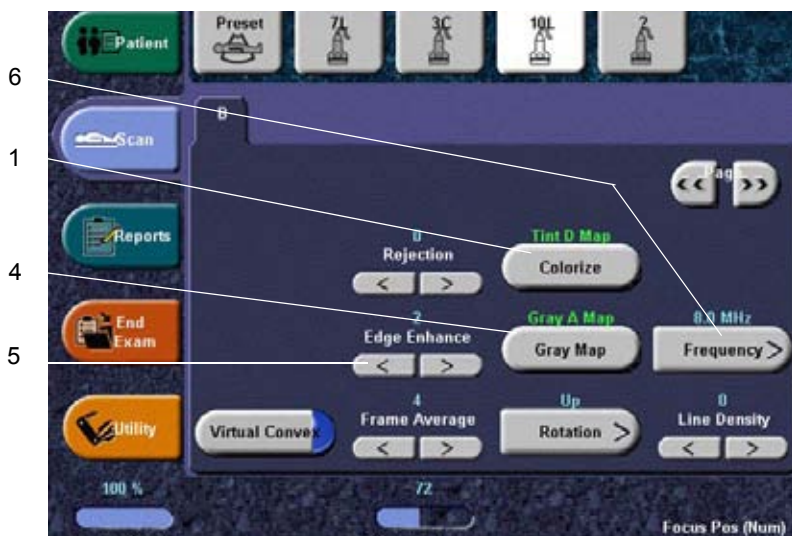 Patient
Preset
7L
3C
10L
2
6
1
4
5
Scan
B
Page
<< >>
Reports
0
Rejection
< >
Tint D Map
Colorize
End
Exam
2
Edge Enhance
< >
Gray A Map
Gray Map
8.0 MHz
Frequency >
Utility
Virtual Convex
4
Frame Average
< >
Up
Rotation >
0
Line Density
< >
100 %
72
Focus Pos (Num)